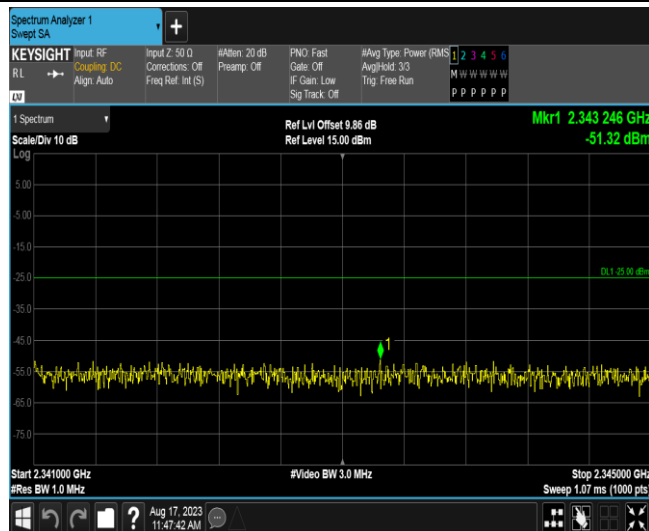 Spectrum Analyzer 1
Swept SA
+
KEYSIGHT
RL
LXI
Input: RF
Coupling: DC
Align: Auto
Input Z: 50 Ω
Corrections: Off
Freq Ref: Int (S)
#Atten: 20 dB
Preamp: Off
PNO: Fast
Gate: Off
IF Gain: Low
Sig Track: Off
#Avg Type: Power (RMS
Avg|Hold: 3/3
Trig: Free Run
1 2 3 4 5 6
M W W W W W
P P P P P P
1 Spectrum
Scale/Div 10 dB
Log
Ref Lvl Offset 9.86 dB
Ref Level 15.00 dBm
Mkr1 2.343 246 GHz
-51.32 dBm
5.00
-5.00
-15.0
-25.0
DL1 -25.00 dBm
-35.0
-45.0
1
-55.0
-65.0
-75.0
Start 2.341000 GHz
#Res BW 1.0 MHz
#Video BW 3.0 MHz
Stop 2.345000 GHz
Sweep 1.07 ms (1000 pts)
?
Aug 17, 2023
11:47:42 AM